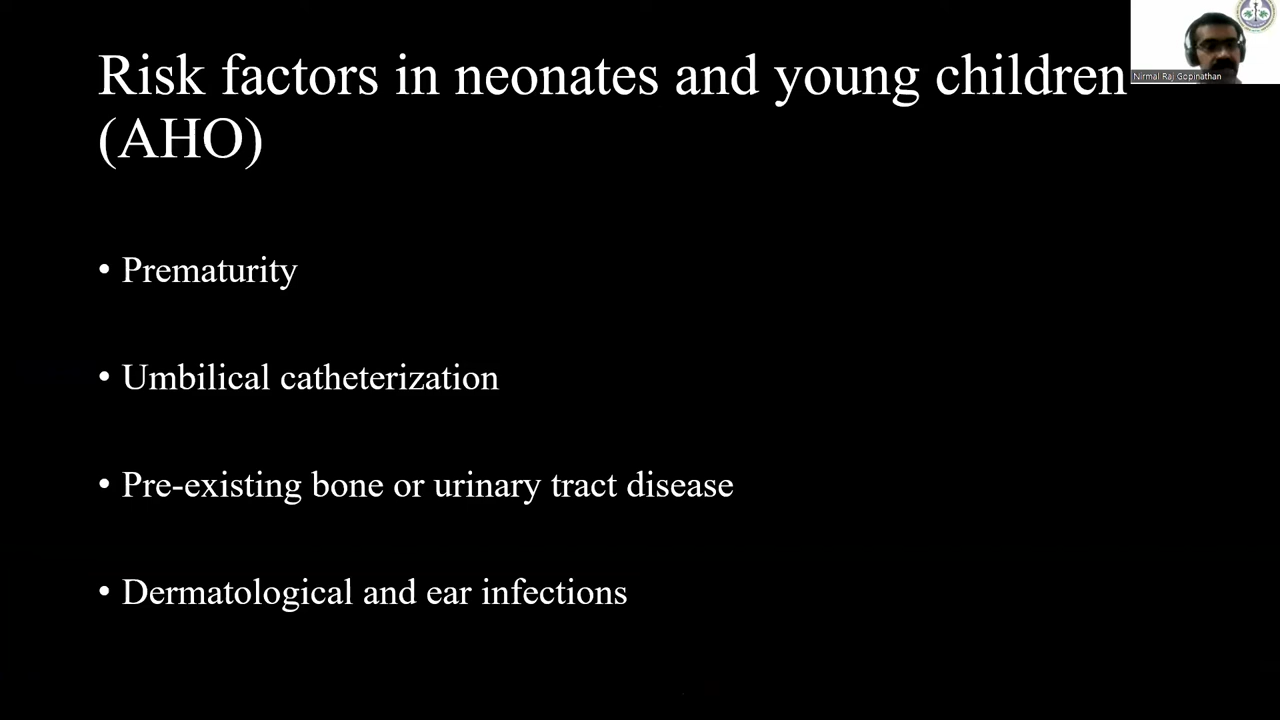 Risk factors in neonates and young children
(AHO)
Nirmal Raj Gopinathan
• Prematurity
• Umbilical catheterization
• Pre-existing bone or urinary tract disease
• Dermatological and ear infections